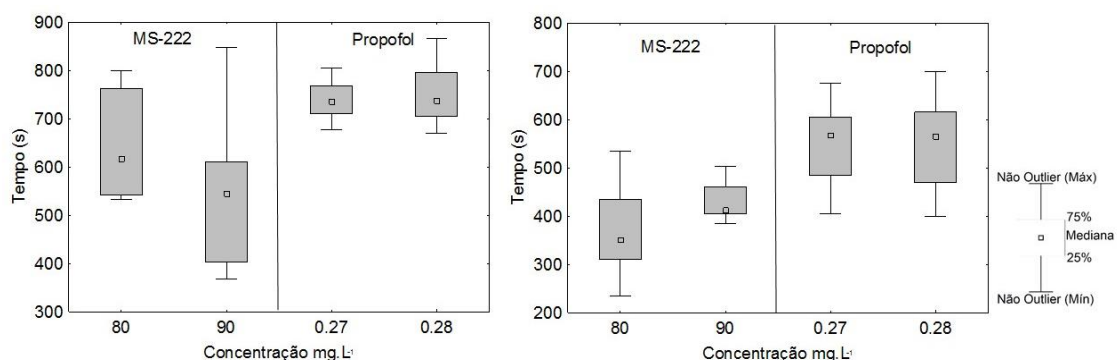 900
800
700
600
500
400
300
Tempo (s)
MS-222
Propofol
80
90
0.27
0.28
Concentração mg.L-1
800
700
600
500
400
300
200
Tempo (s)
MS-222
Propofol
80
90
0.27
0.28
Concentração mg.L-1
Não Outlier (Máx)
75%
Mediana
25%
Não Outlier (Mín)